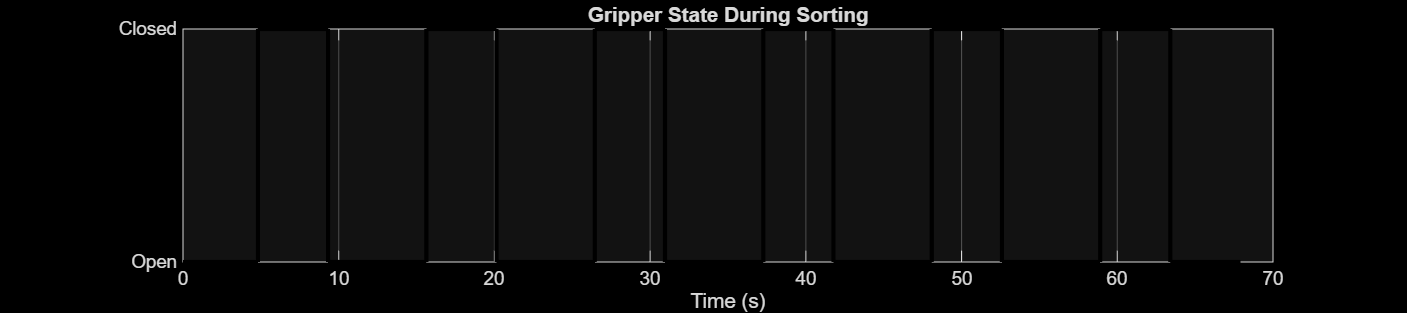 Gripper State During Sorting
Closed
Open
0 10 20 30 40 50 60 70
Time (s)